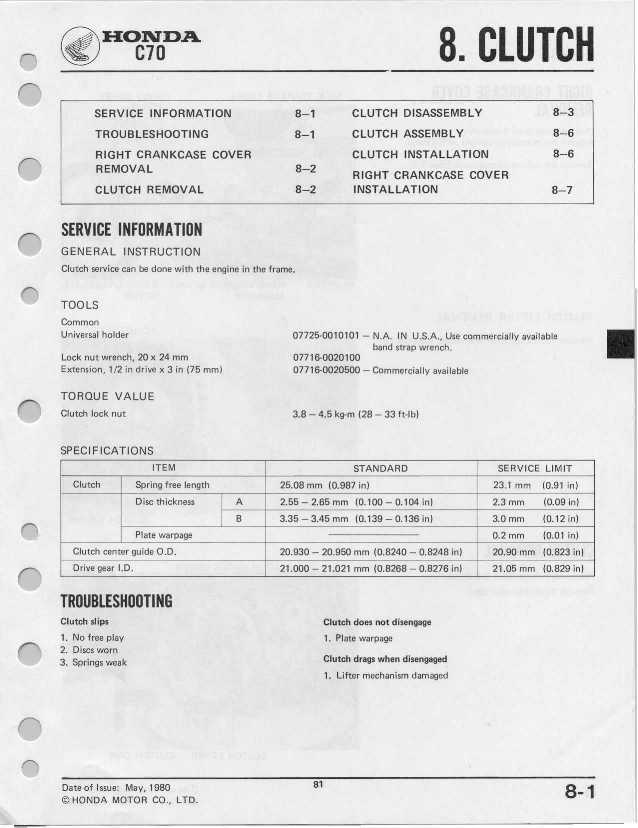 HONDA
C70
8. CLUTCH
SERVICE INFORMATION 8–1
TROUBLESHOOTING 8–1
RIGHT CRANKCASE COVER
REMOVAL 8–2
CLUTCH REMOVAL 8–2
CLUTCH DISASSEMBLY 8–3
CLUTCH ASSEMBLY 8–6
CLUTCH INSTALLATION 8–6
RIGHT CRANKCASE COVER
INSTALLATION 8–7
SERVICE INFORMATION
GENERAL INSTRUCTION
Clutch service can be done with the engine in the frame.
TOOLS
Common
Universal holder 07725-0010101 – N.A. IN U.S.A., Use commercially available
band strap wrench.
Lock nut wrench, 20 x 24 mm 07716-0020100
Extension, 1/2 in drive x 3 in (75 mm) 07716-0020500 – Commercially available
TORQUE VALUE
Clutch lock nut 3.8 – 4.5 kg-m (28 – 33 ft-lb)
SPECIFICATIONS
ITEM STANDARD SERVICE LIMIT
Clutch Spring free length 25.08 mm (0.987 in) 23.1 mm (0.91 in)
Disc thickness A 2.55 – 2.65 mm (0.100 – 0.104 in) 2.3 mm (0.09 in)
B 3.35 – 3.45 mm (0.139 – 0.136 in) 3.0 mm (0.12 in)
Plate warpage ——— 0.2 mm (0.01 in)
Clutch center guide O.D. 20.930 – 20.950 mm (0.8240 – 0.8248 in) 20.90 mm (0.823 in)
Drive gear I.D. 21.000 – 21.021 mm (0.8268 – 0.8276 in) 21.05 mm (0.829 in)
TROUBLESHOOTING
Clutch slips
1. No free play
2. Discs worn
3. Springs weak
Clutch does not disengage
1. Plate warpage
Clutch drags when disengaged
1. Lifter mechanism damaged
Date of Issue: May, 1980
© HONDA MOTOR CO., LTD.
81
8-1